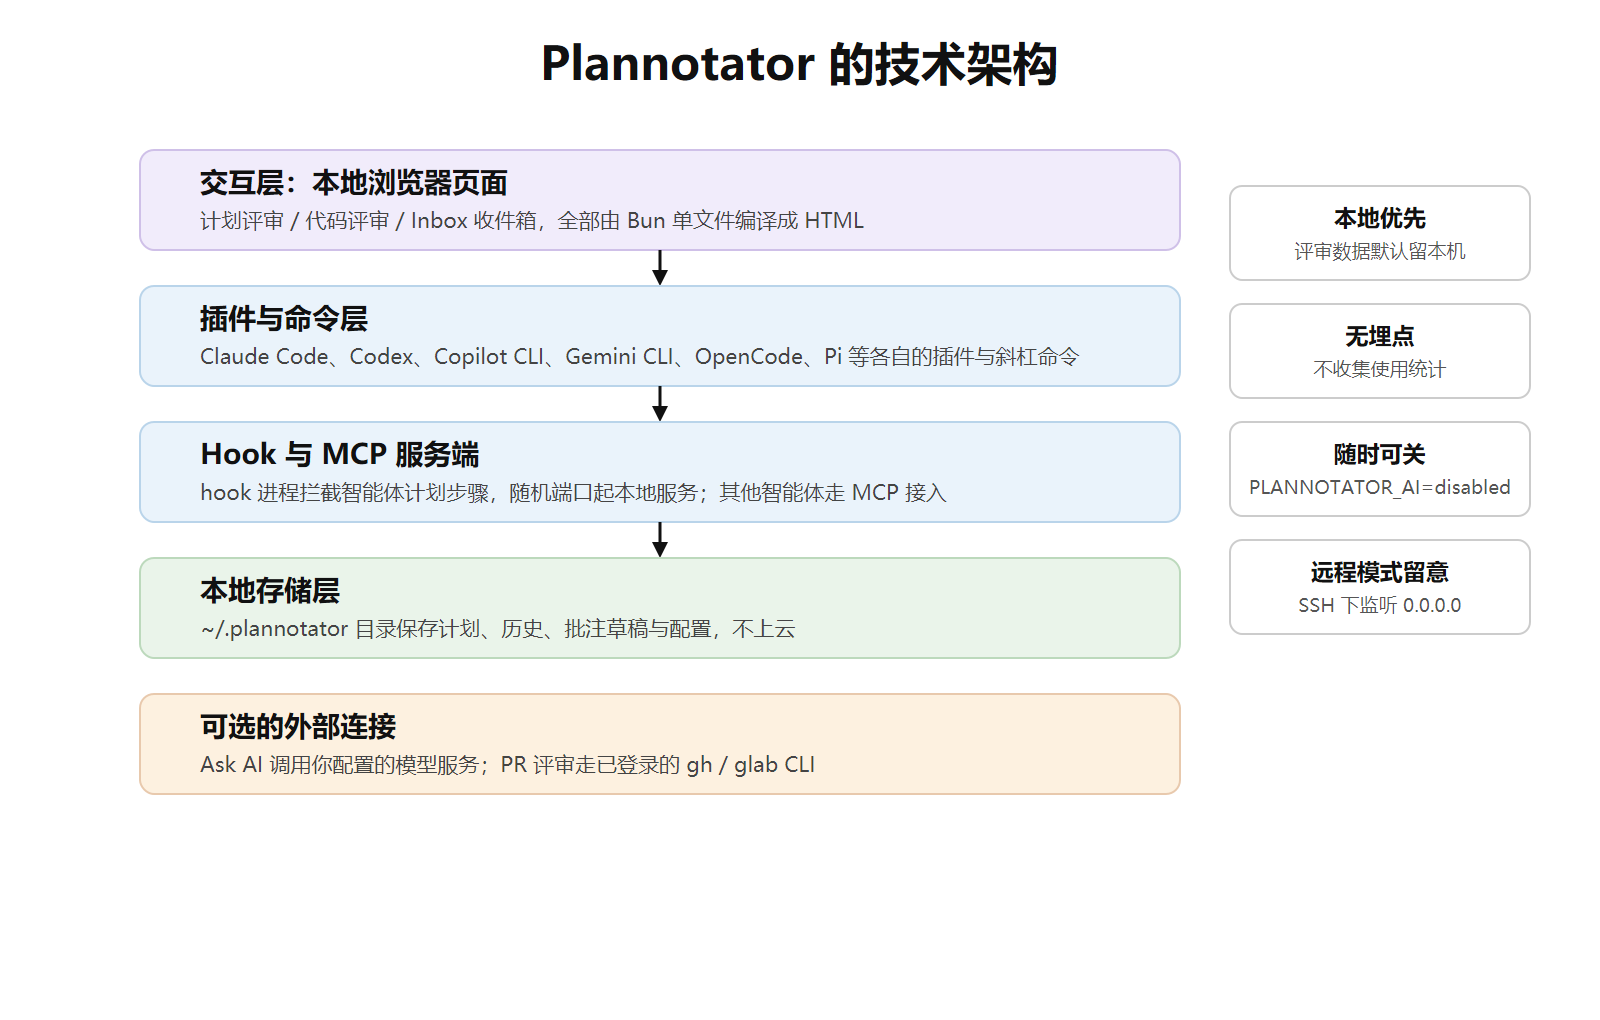 Plannotator 的技术架构
交互层：本地浏览器页面
计划评审 / 代码评审 / Inbox 收件箱，全部由 Bun 单文件编译成 HTML
插件与命令层
Claude Code、Codex、Copilot CLI、Gemini CLI、OpenCode、Pi 等各自的插件与斜杠命令
Hook 与 MCP 服务端
hook 进程拦截智能体计划步骤，随机端口起本地服务；其他智能体走 MCP 接入
本地存储层
~/.plannotator 目录保存计划、历史、批注草稿与配置，不上云
可选的外部连接
Ask AI 调用你配置的模型服务；PR 评审走已登录的 gh / glab CLI
本地优先
评审数据默认留本机
无埋点
不收集使用统计
随时可关
PLANNOTATOR_AI=disabled
远程模式留意
SSH 下监听 0.0.0.0